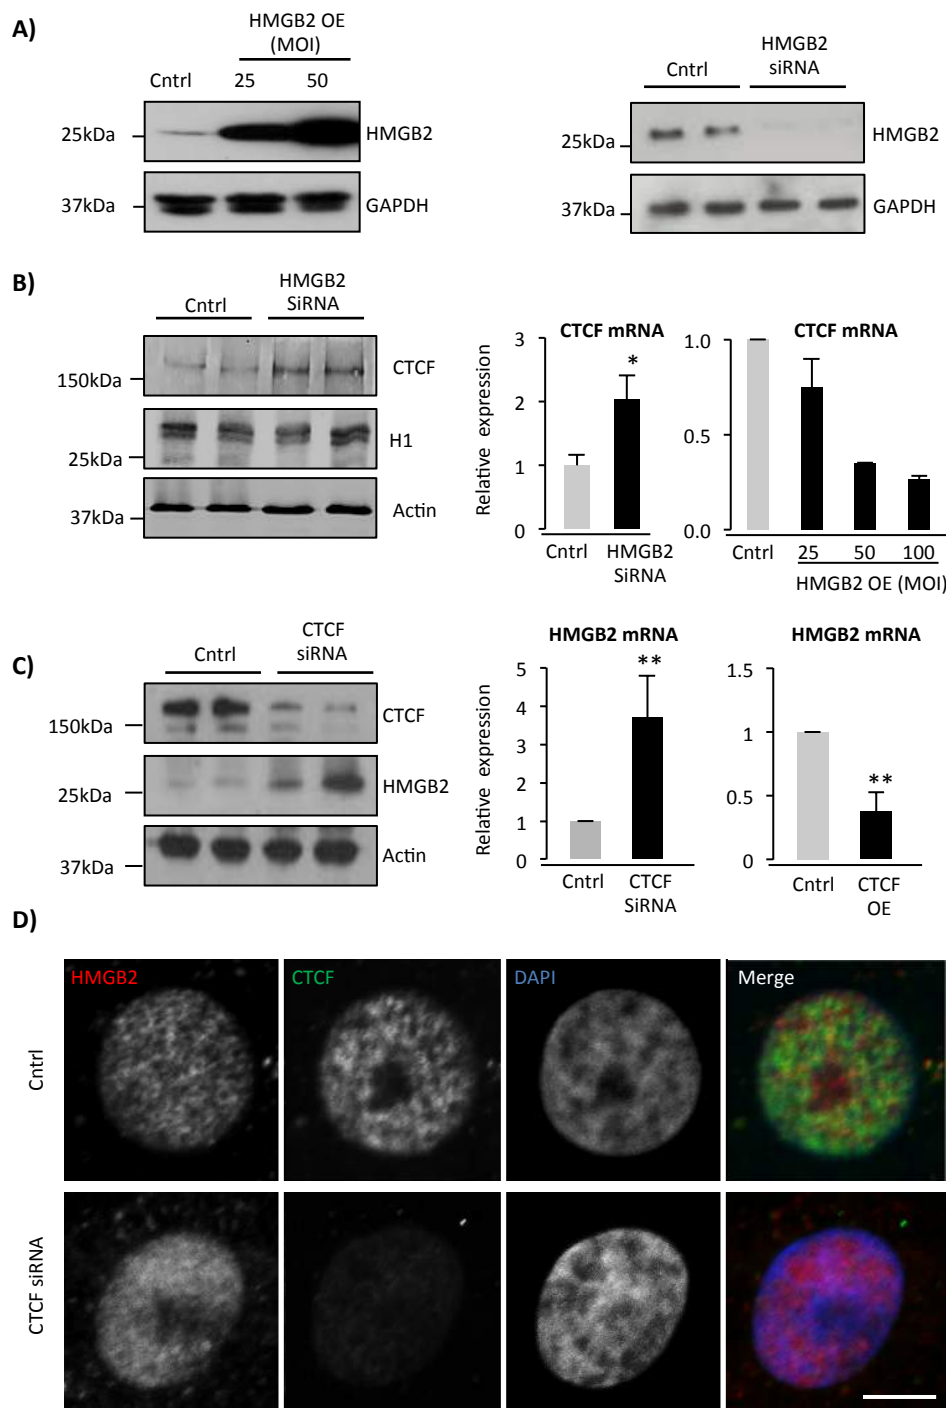 A)
HMGB2 OE
(MOI)
Cntrl 25 50
25kDa HMGB2
37kDa GAPDH
HMGB2
siRNA
Cntrl
25kDa HMGB2
37kDa GAPDH
B)
HMGB2
SiRNA
Cntrl
150kDa CTCF
25kDa H1
37kDa Actin
CTCF mRNA
Relative expression
3
2
1
0
*
Cntrl HMGB2
SiRNA
CTCF mRNA
1.0
0.5
0.0
Cntrl 25 50 100
HMGB2 OE (MOI)
C)
CTCF
siRNA
Cntrl
150kDa CTCF
25kDa HMGB2
37kDa Actin
HMGB2 mRNA
Relative expression
5
4
3
2
1
0
**
Cntrl CTCF
SiRNA
HMGB2 mRNA
1.5
1
0.5
0
**
Cntrl CTCF
OE
D)
HMGB2 CTCF DAPI Merge
Cntrl
CTCF siRNA